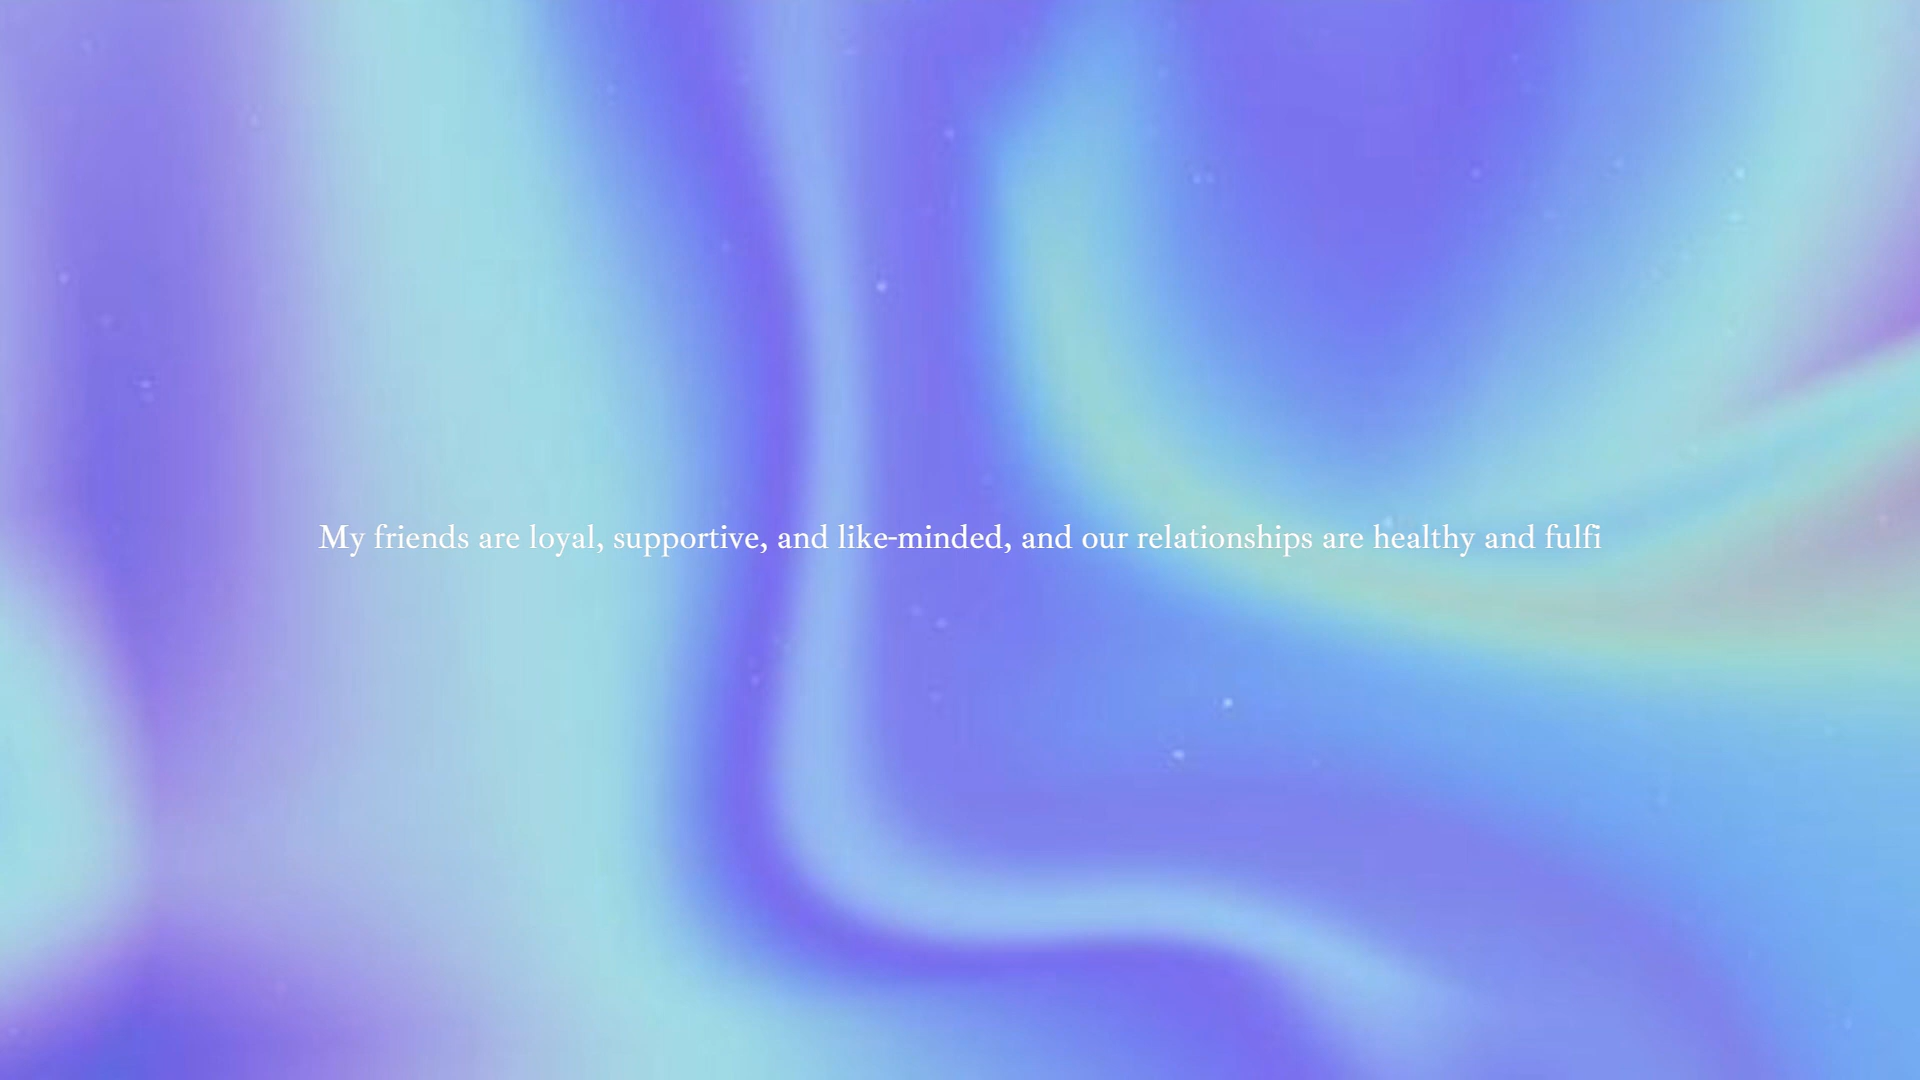 My friends are loyal, supportive, and like-minded, and our relationships are healthy and fulfi